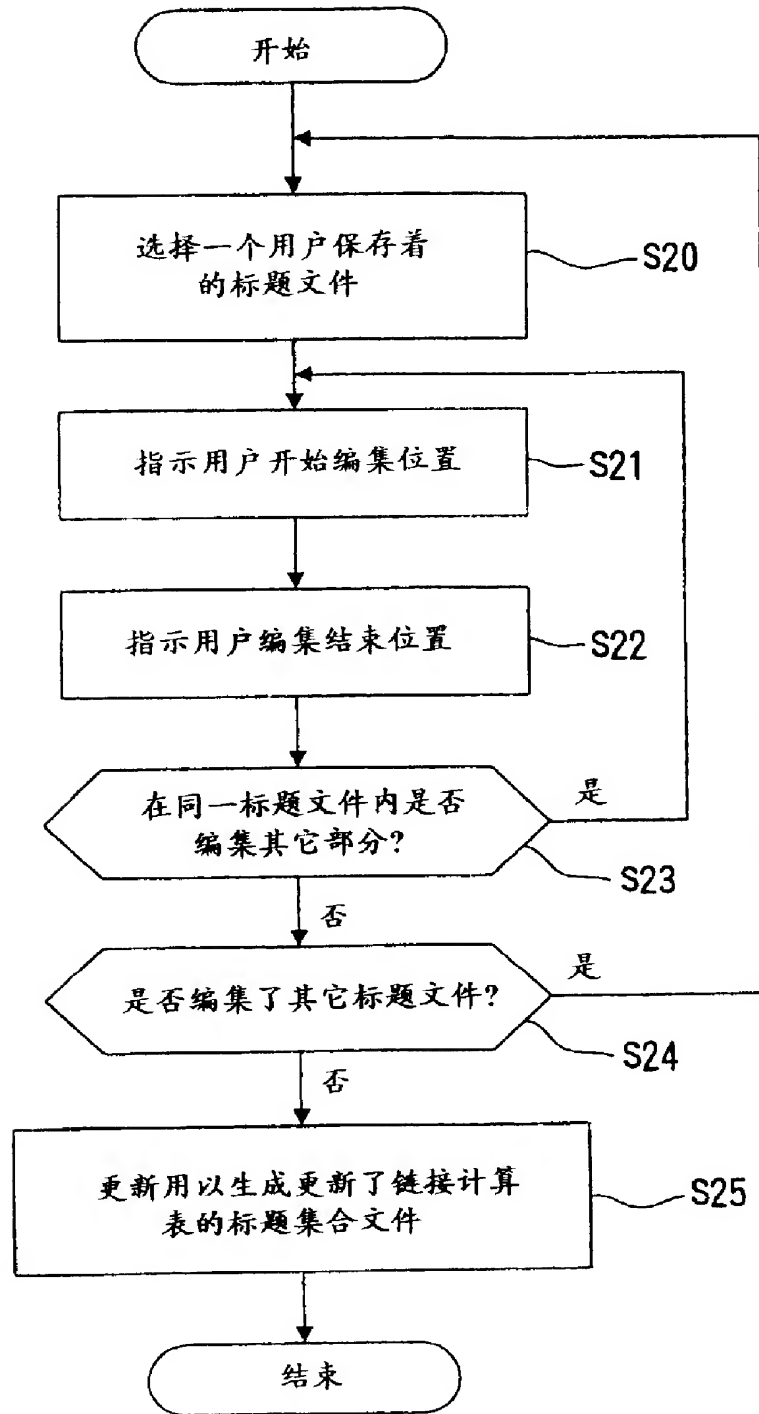 开始
选择一个用户保存着
的标题文件
S20
指示用户开始编集位置
S21
指示用户编集结束位置
S22
在同一标题文件内是否
编集其它部分?
是
S23
否
是否编集了其它标题文件?
是
S24
否
更新用以生成更新了链接计算
表的标题集合文件
S25
结束